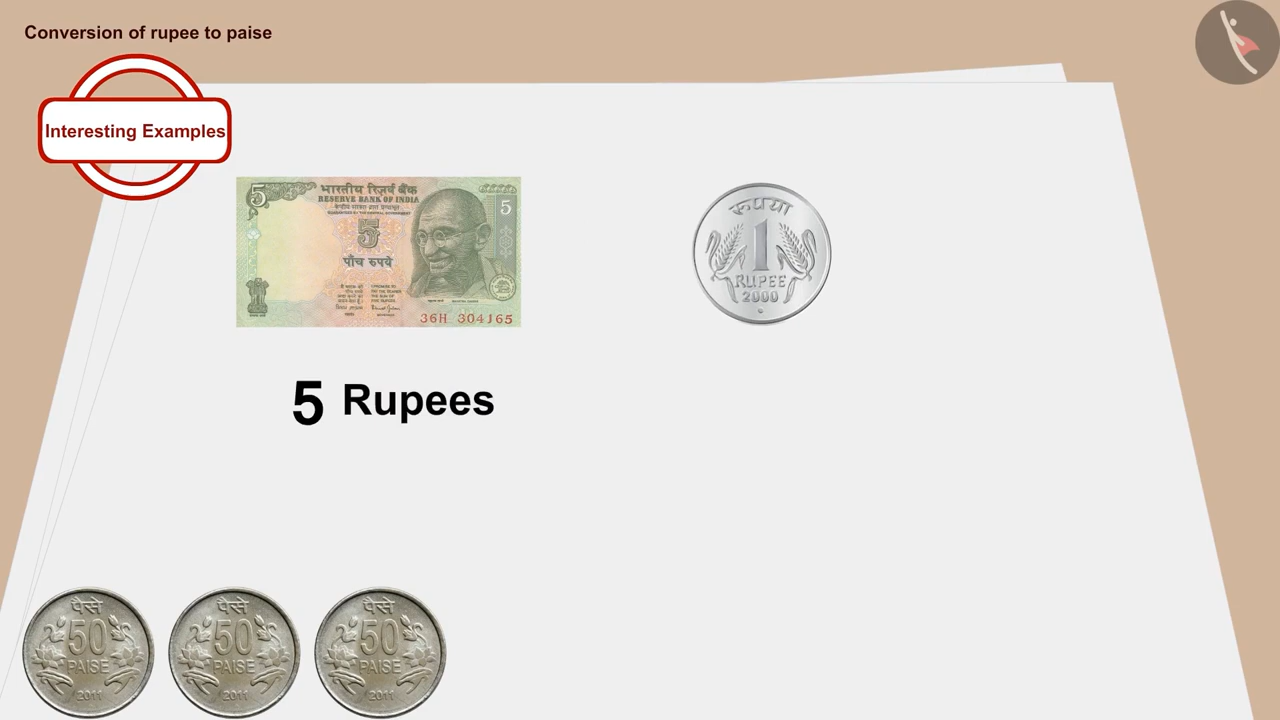 Conversion of rupee to paise
Interesting Examples
5
भारतीय रिज़र्व बैंक
RESERVE BANK OF INDIA
5
5
पाँच रुपये
36H 304165
रूपया
1
RUPEE
2000
5 Rupees
पैसे
50
PAISE
2011
पैसे
50
PAISE
2011
पैसे
50
PAISE
2011